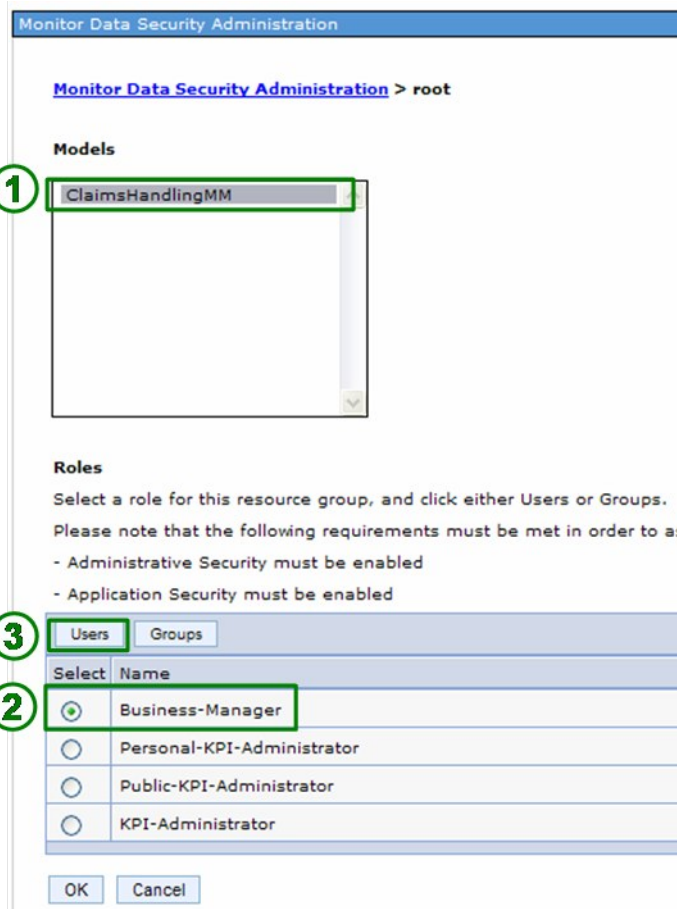 Monitor Data Security Administration
Monitor Data Security Administration > root
Models
1
ClaimsHandlingMM
Roles
Select a role for this resource group, and click either Users or Groups.
Please note that the following requirements must be met in order to
- Administrative Security must be enabled
- Application Security must be enabled
3 Users Groups
Select Name
2 Business-Manager
Personal-KPI-Administrator
Public-KPI-Administrator
KPI-Administrator
OK Cancel